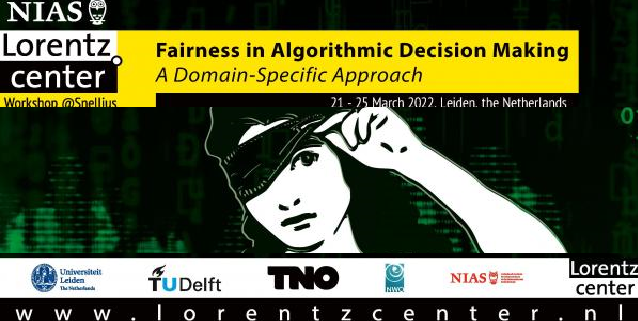 NIAS
Lorentz
center
Workshop @Snellius
Fairness in Algorithmic Decision Making
A Domain-Specific Approach
21 - 25 March 2022, Leiden, the Netherlands
Universiteit
Leiden
The Netherlands
TU Delft
TNO
NWO
NIAS
Lorentz
center
www.lorentzcenter.nl